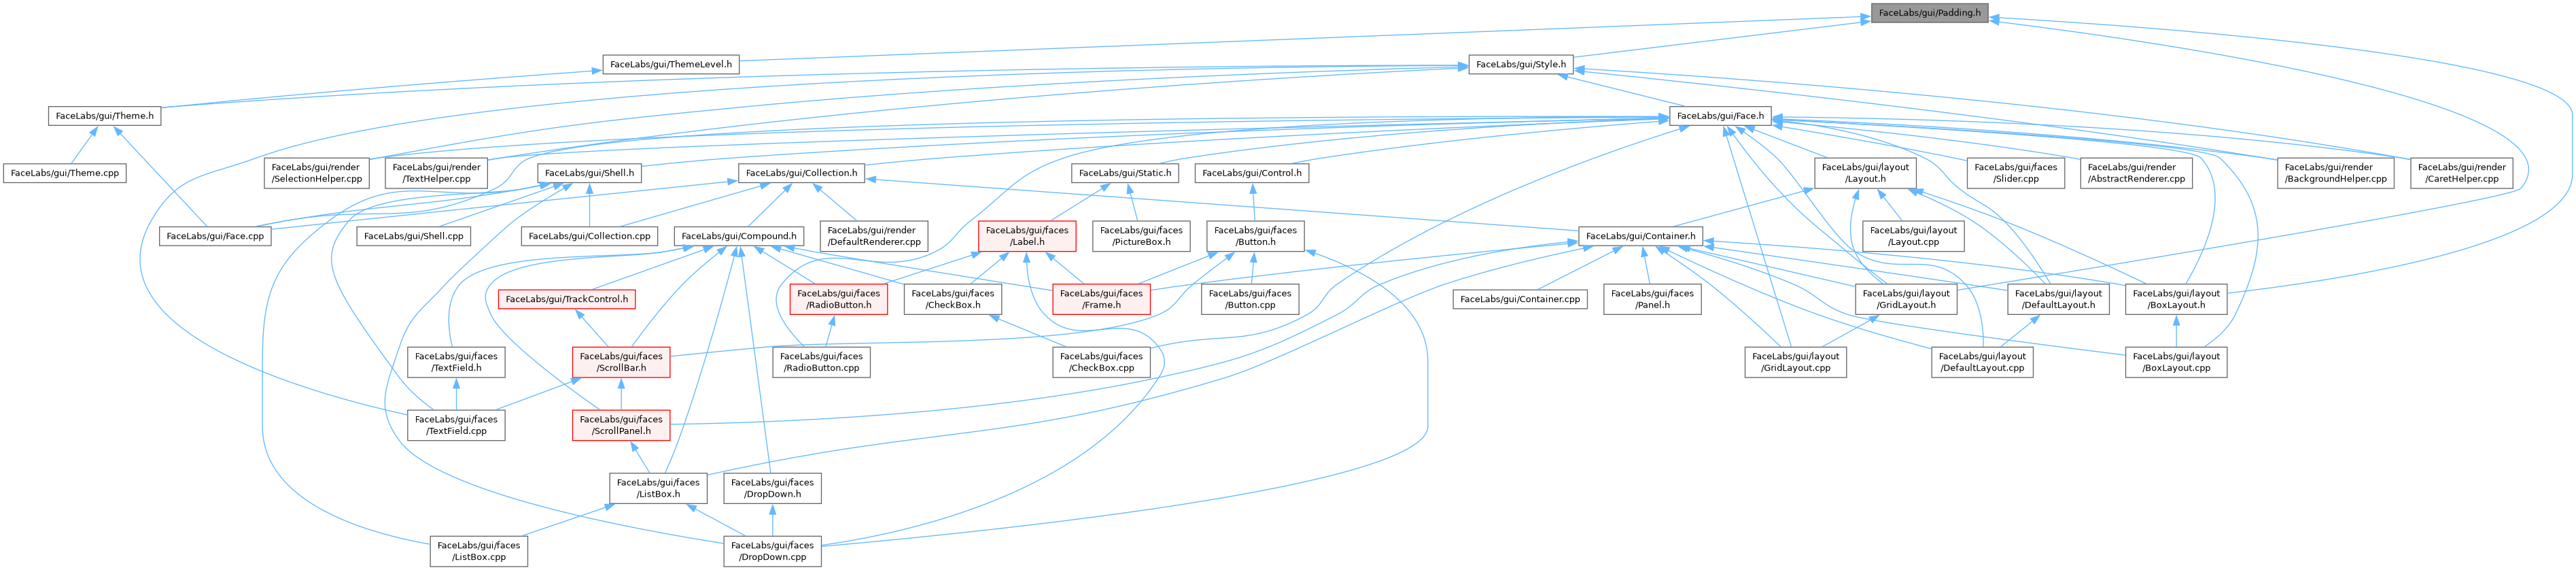 FaceLabs/gui/Padding.h
FaceLabs/gui/ThemeLevel.h
FaceLabs/gui/Style.h
FaceLabs/gui/Theme.h
FaceLabs/gui/Face.h
FaceLabs/gui/Theme.cpp
FaceLabs/gui/render
/SelectionHelper.cpp
FaceLabs/gui/render
/TextHelper.cpp
FaceLabs/gui/Shell.h
FaceLabs/gui/Collection.h
FaceLabs/gui/Static.h
FaceLabs/gui/Control.h
FaceLabs/gui/layout
/Layout.h
FaceLabs/gui/faces
/Slider.cpp
FaceLabs/gui/render
/AbstractRenderer.cpp
FaceLabs/gui/render
/BackgroundHelper.cpp
FaceLabs/gui/render
/CaretHelper.cpp
FaceLabs/gui/Face.cpp
FaceLabs/gui/Shell.cpp
FaceLabs/gui/Collection.cpp
FaceLabs/gui/Compound.h
FaceLabs/gui/render
/DefaultRenderer.cpp
FaceLabs/gui/faces
/Label.h
FaceLabs/gui/faces
/PictureBox.h
FaceLabs/gui/faces
/Button.h
FaceLabs/gui/Container.h
FaceLabs/gui/layout
/Layout.cpp
FaceLabs/gui/TrackControl.h
FaceLabs/gui/faces
/RadioButton.h
FaceLabs/gui/faces
/CheckBox.h
FaceLabs/gui/faces
/Frame.h
FaceLabs/gui/faces
/Button.cpp
FaceLabs/gui/Container.cpp
FaceLabs/gui/faces
/Panel.h
FaceLabs/gui/layout
/GridLayout.h
FaceLabs/gui/layout
/DefaultLayout.h
FaceLabs/gui/layout
/BoxLayout.h
FaceLabs/gui/faces
/TextField.h
FaceLabs/gui/faces
/ScrollBar.h
FaceLabs/gui/faces
/RadioButton.cpp
FaceLabs/gui/faces
/CheckBox.cpp
FaceLabs/gui/layout
/GridLayout.cpp
FaceLabs/gui/layout
/DefaultLayout.cpp
FaceLabs/gui/layout
/BoxLayout.cpp
FaceLabs/gui/faces
/TextField.cpp
FaceLabs/gui/faces
/ScrollPanel.h
FaceLabs/gui/faces
/ListBox.h
FaceLabs/gui/faces
/DropDown.h
FaceLabs/gui/faces
/ListBox.cpp
FaceLabs/gui/faces
/DropDown.cpp